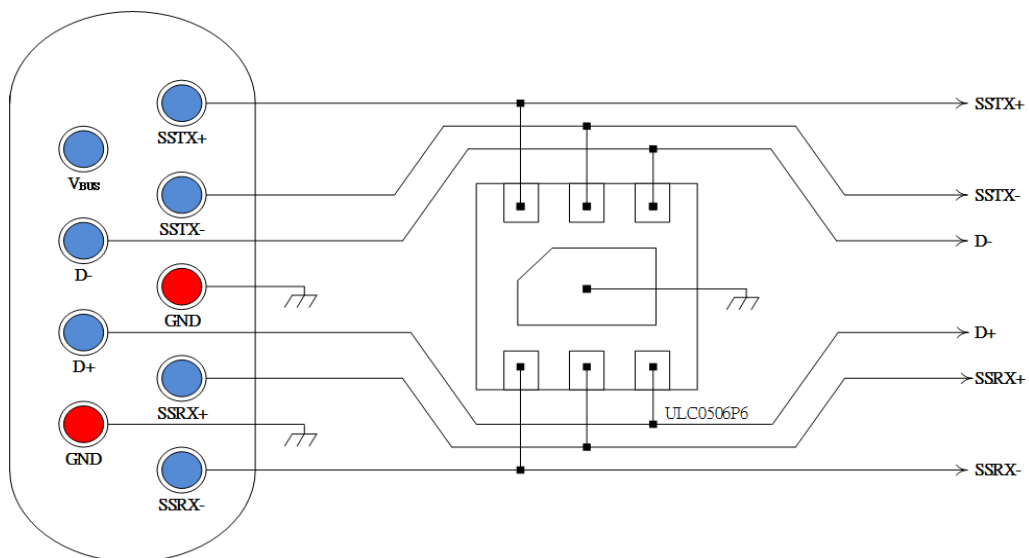 SSTX+
SSTX+
VBUS
SSTX-
SSTX-
D-
D-
GND
D+
D+
SSRX+
SSRX+
ULC0506P6
GND
SSRX-
SSRX-